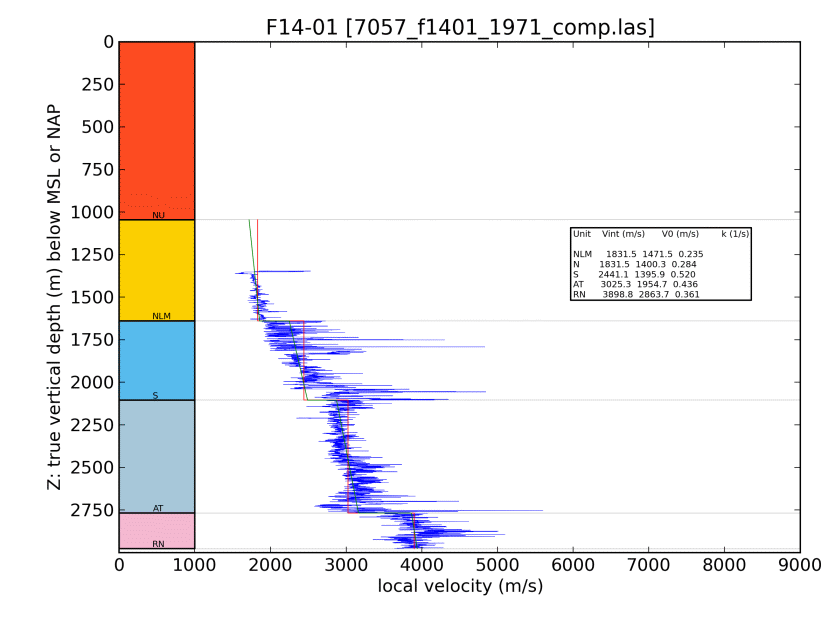 F14-01 [7057_f1401_1971_comp.las]
Z: true vertical depth (m) below MSL or NAP
0
250
500
750
1000
1250
1500
1750
2000
2250
2500
2750
NU
NLM
S
AT
RN
Unit Vint (m/s) V0 (m/s) k (1/s)
NLM 1831.5 1471.5 0.235
N 1831.5 1400.3 0.284
S 2441.1 1395.9 0.520
AT 3025.3 1954.7 0.436
RN 3898.8 2863.7 0.361
0 1000 2000 3000 4000 5000 6000 7000 8000 9000
local velocity (m/s)